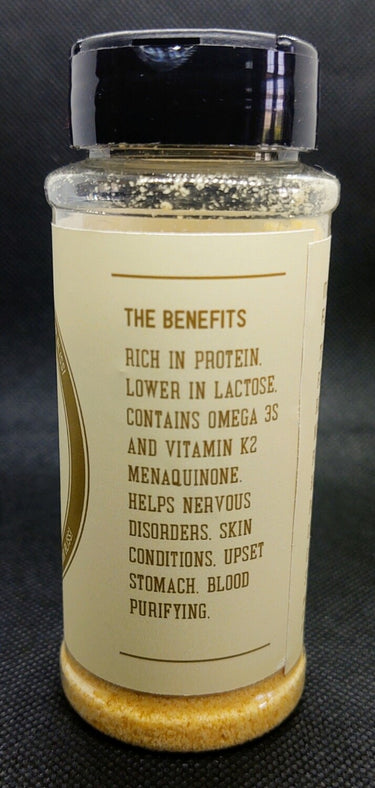 THE BENEFITS
RICH IN PROTEIN.
LOWER IN LACTOSE.
CONTAINS OMEGA 3S
AND VITAMIN K2
MENAQUINONE.
HELPS NERVOUS
DISORDERS. SKIN
CONDITIONS. UPSET
STOMACH. BLOOD
PURIFYING.